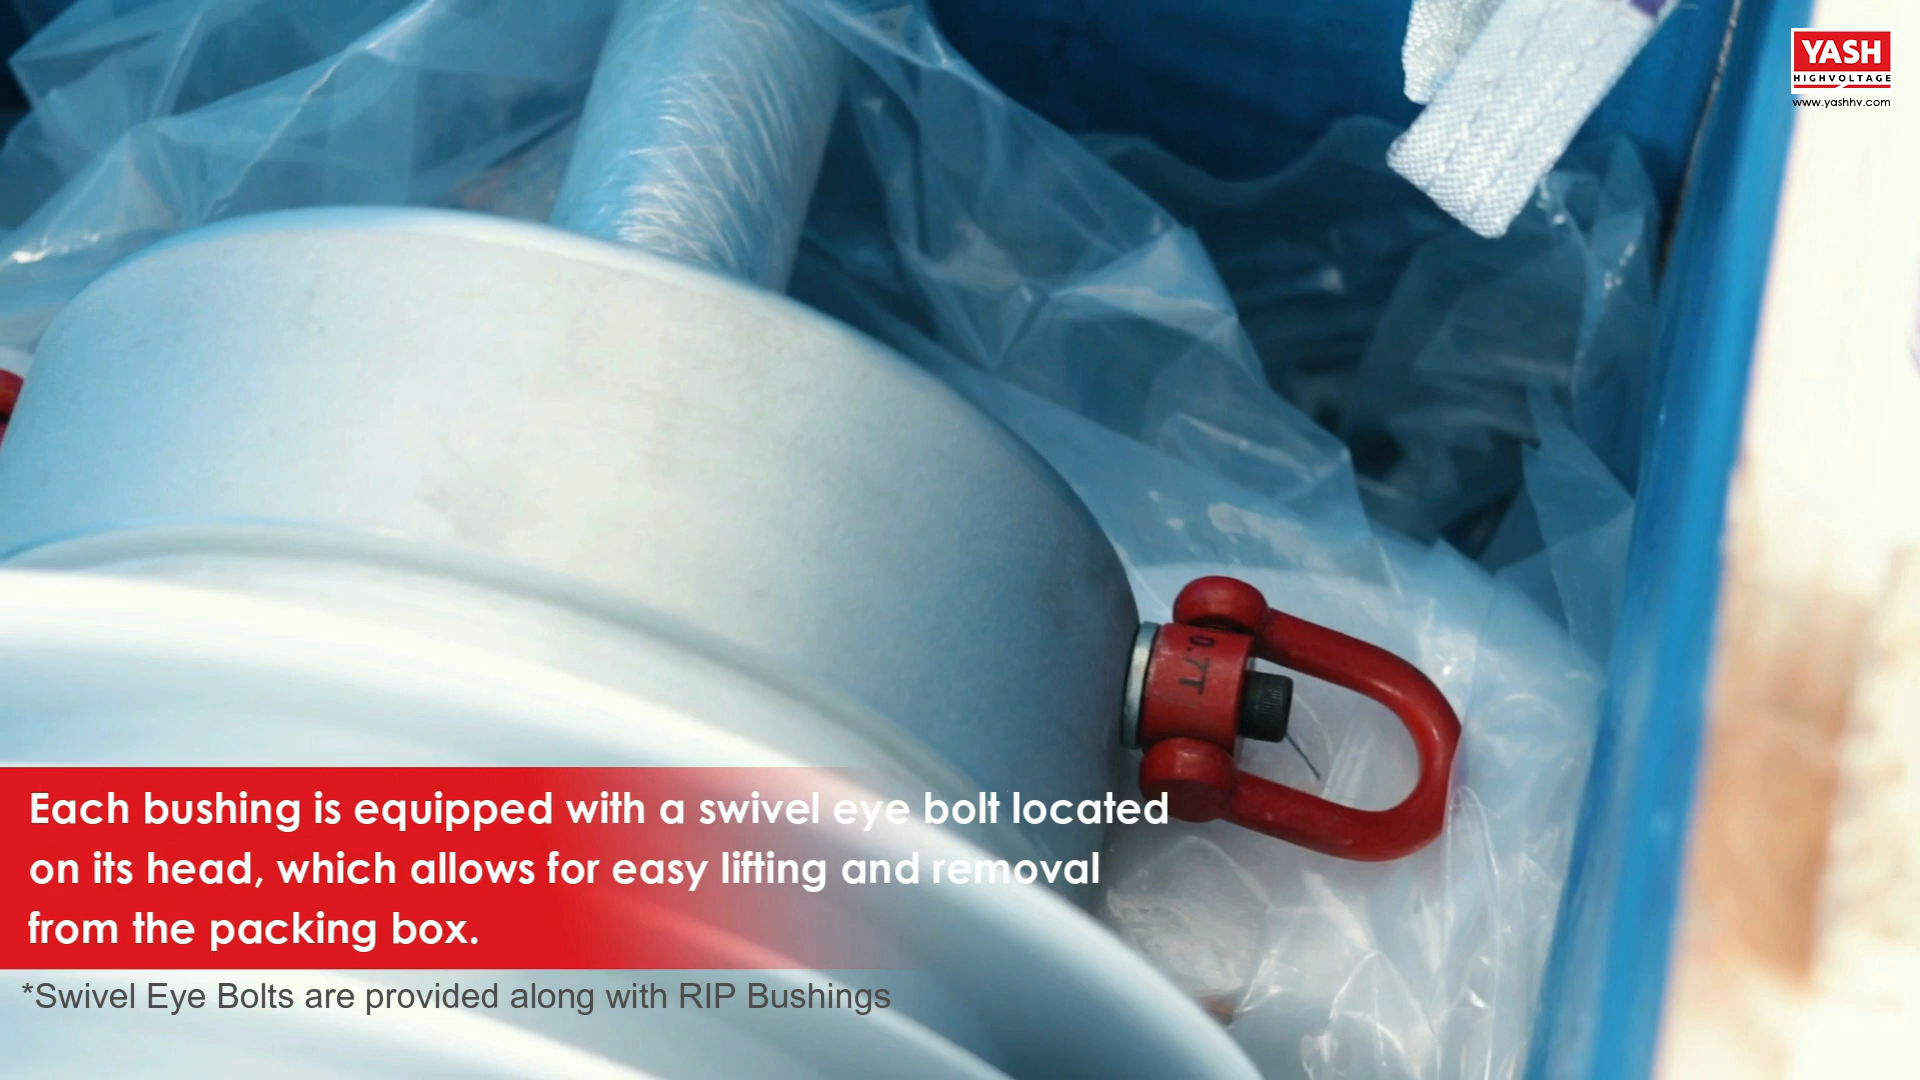 YASH
HIGHVOLTAGE
www.yashhv.com
0.7T
Each bushing is equipped with a swivel eye bolt located
on its head, which allows for easy lifting and removal
from the packing box.
*Swivel Eye Bolts are provided along with RIP Bushings